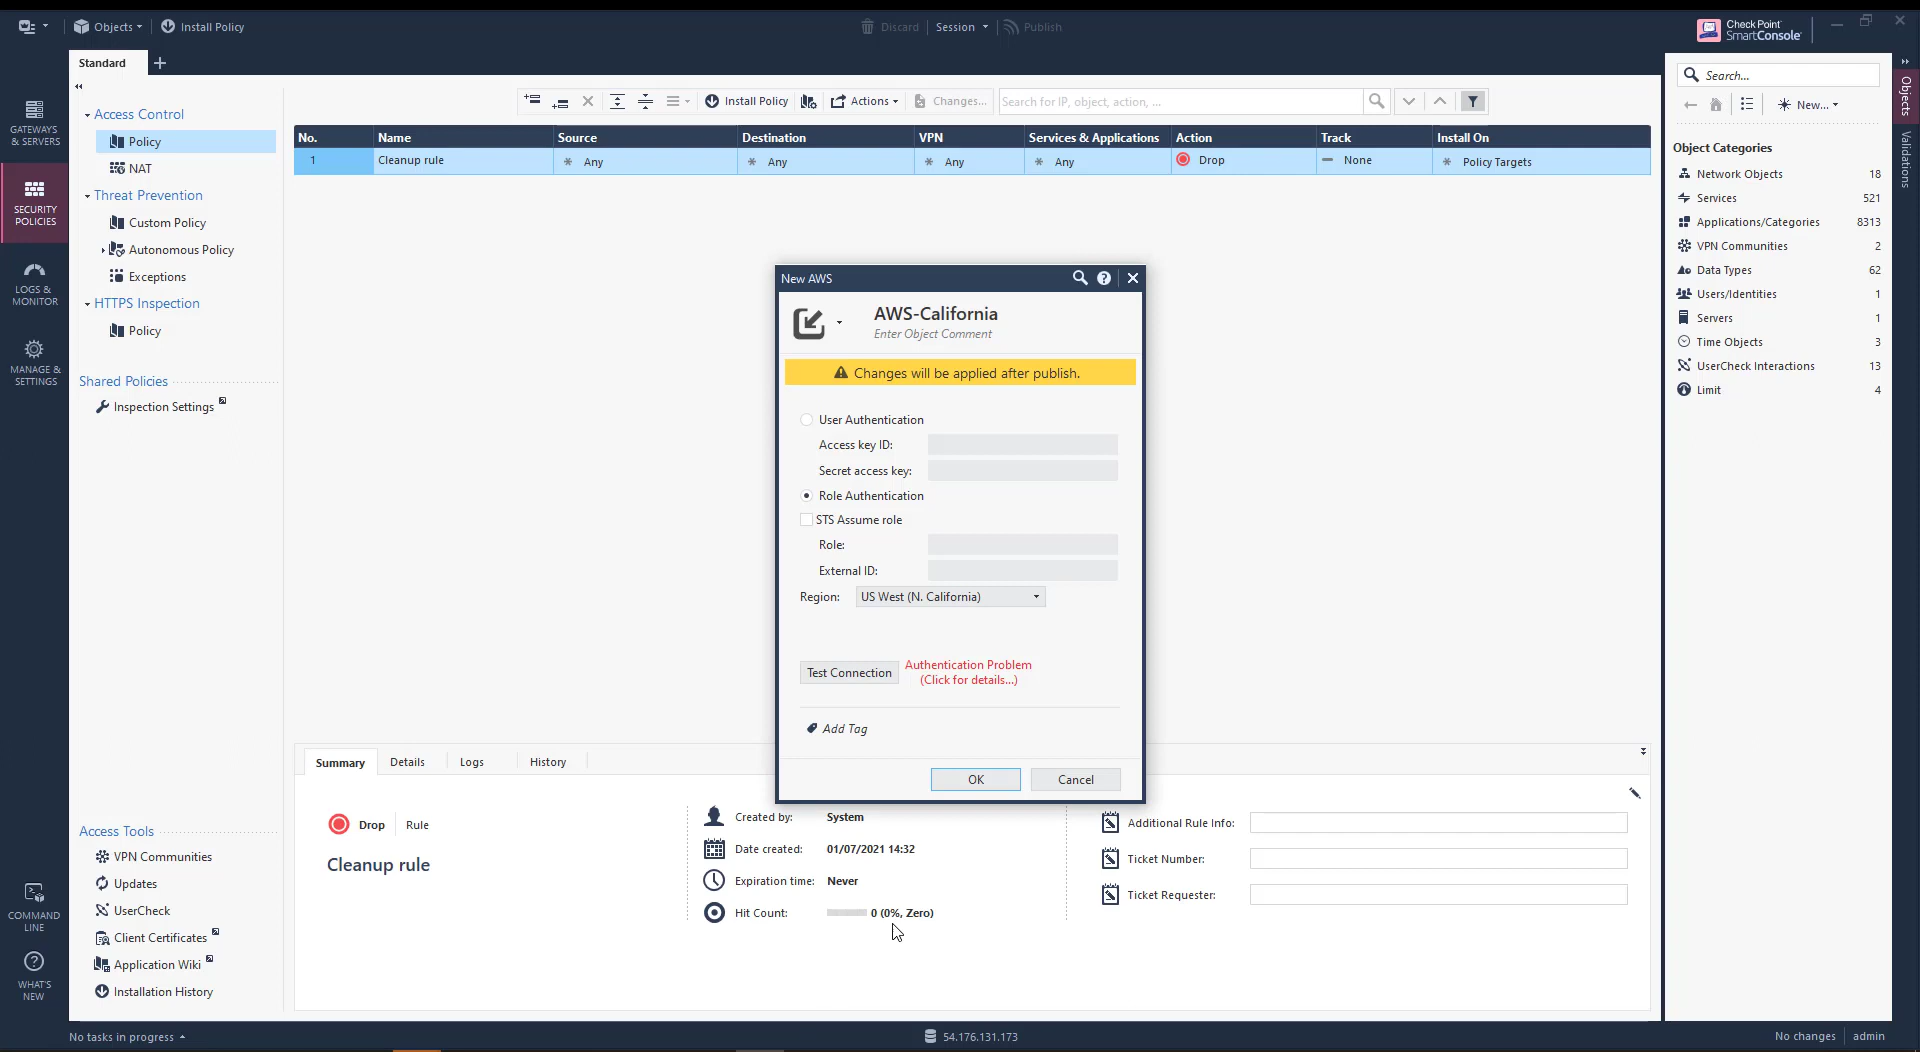 Objects
Install Policy
Discard
Session
Publish
Check Point
SmartConsole
Standard
Search...
New...
Objects
Validations
GATEWAYS
& SERVERS
SECURITY
POLICIES
LOGS &
MONITOR
MANAGE &
SETTINGS
COMMAND
LINE
WHAT'S
NEW
Access Control
Policy
NAT
Threat Prevention
Custom Policy
Autonomous Policy
Exceptions
HTTPS Inspection
Policy
Shared Policies
Inspection Settings
Access Tools
VPN Communities
Updates
UserCheck
Client Certificates
Application Wiki
Installation History
Install Policy
Actions
Changes...
Search for IP, object, action, ...
No. Name Source Destination VPN Services & Applications Action Track Install On
1 Cleanup rule Any Any Any Any Drop None Policy Targets
New AWS
AWS-California
Enter Object Comment
Changes will be applied after publish.
User Authentication
Access key ID:
Secret access key:
Role Authentication
STS Assume role
Role:
External ID:
Region: US West (N. California)
Test Connection
Authentication Problem
(Click for details...)
Add Tag
OK Cancel
Summary Details Logs History
Drop Rule
Cleanup rule
Created by: System
Date created: 01/07/2021 14:32
Expiration time: Never
Hit Count: 0 (0%, Zero)
Additional Rule Info:
Ticket Number:
Ticket Requester:
Object Categories
Network Objects 18
Services 521
Applications/Categories 8313
VPN Communities 2
Data Types 62
Users/Identities 1
Servers 1
Time Objects 3
UserCheck Interactions 13
Limit 4
No tasks in progress
54.176.131.173
No changes
admin